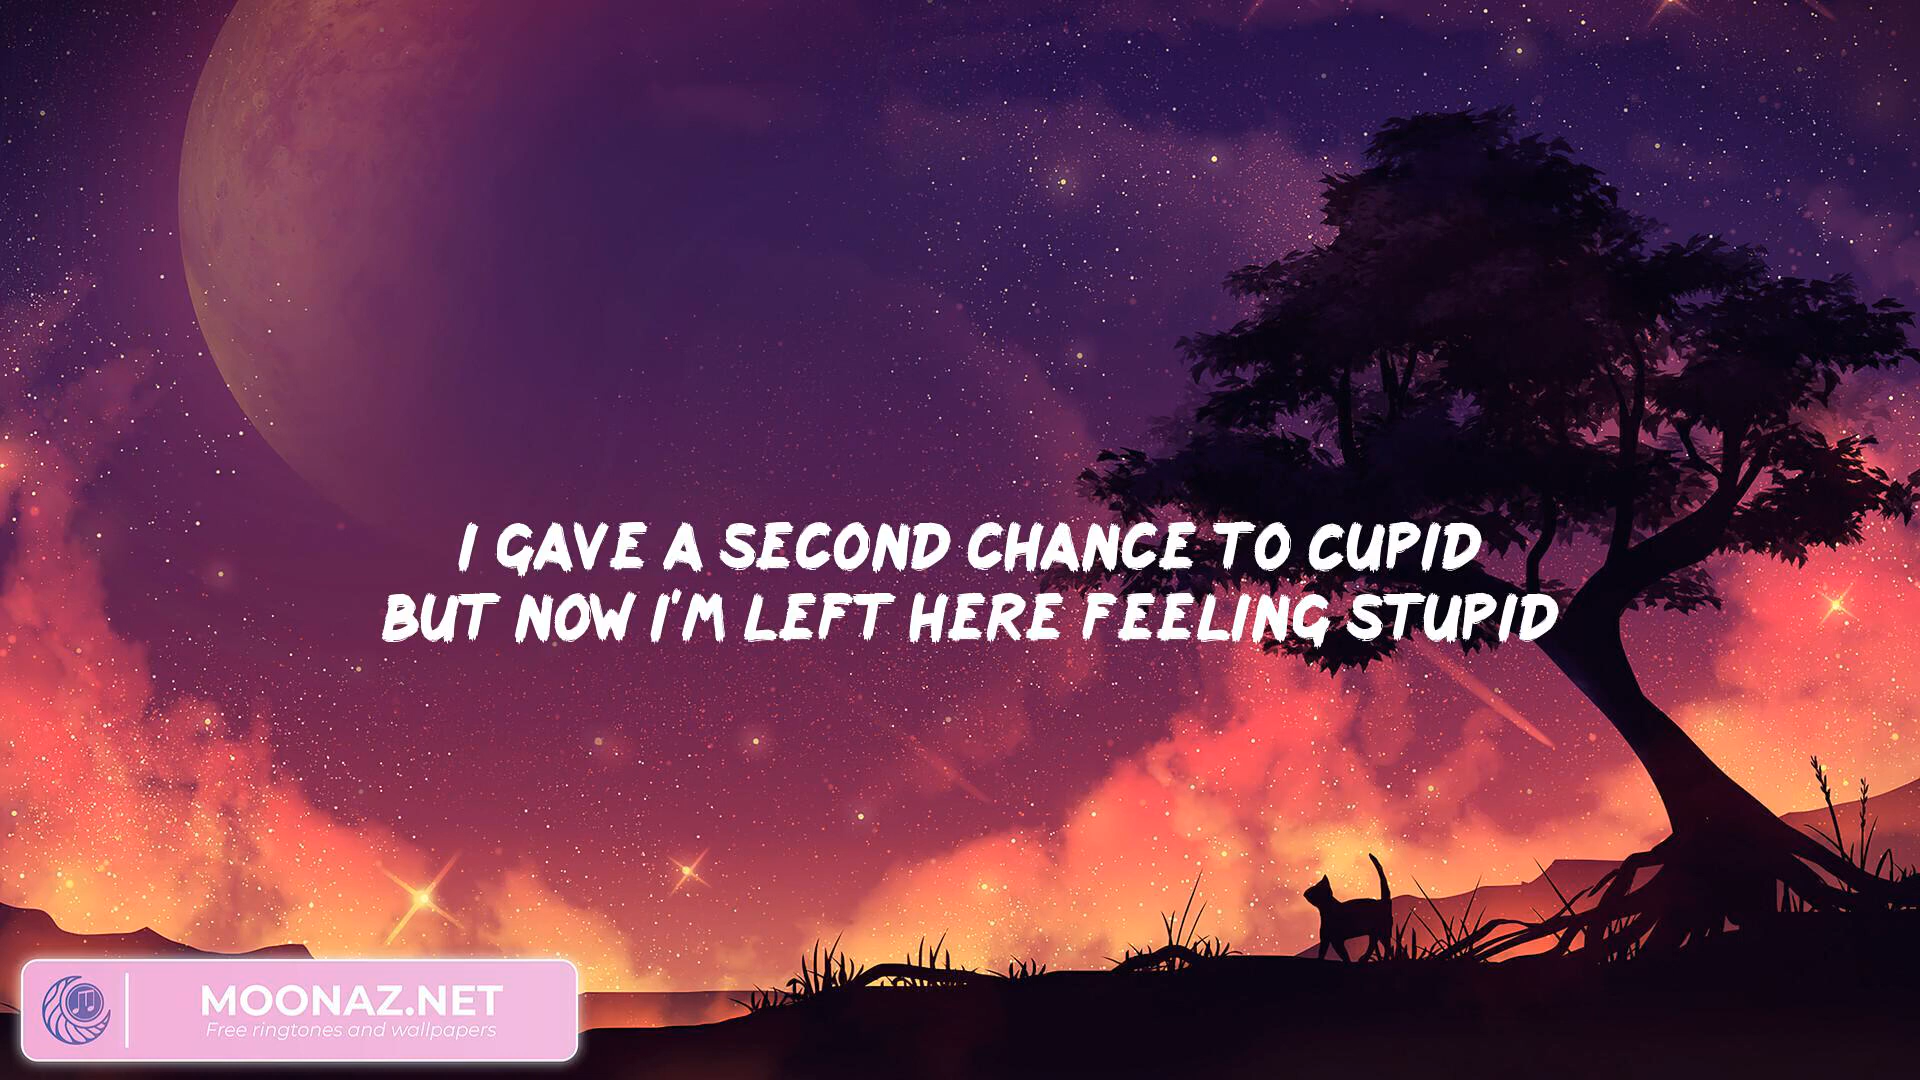 I GAVE A SECOND CHANCE TO CUPID
BUT NOW I'M LEFT HERE FEELING STUPID
MOONAZ.NET
Free ringtones and wallpapers